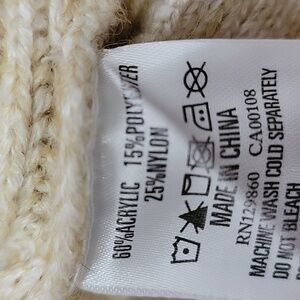 60%ACRYLIC 15%POLYESTER
25%NYLON
MADE IN CHINA
RN129860 CA00108
MACHINE WASH COLD SEPARATELY
DO NOT BLEACH